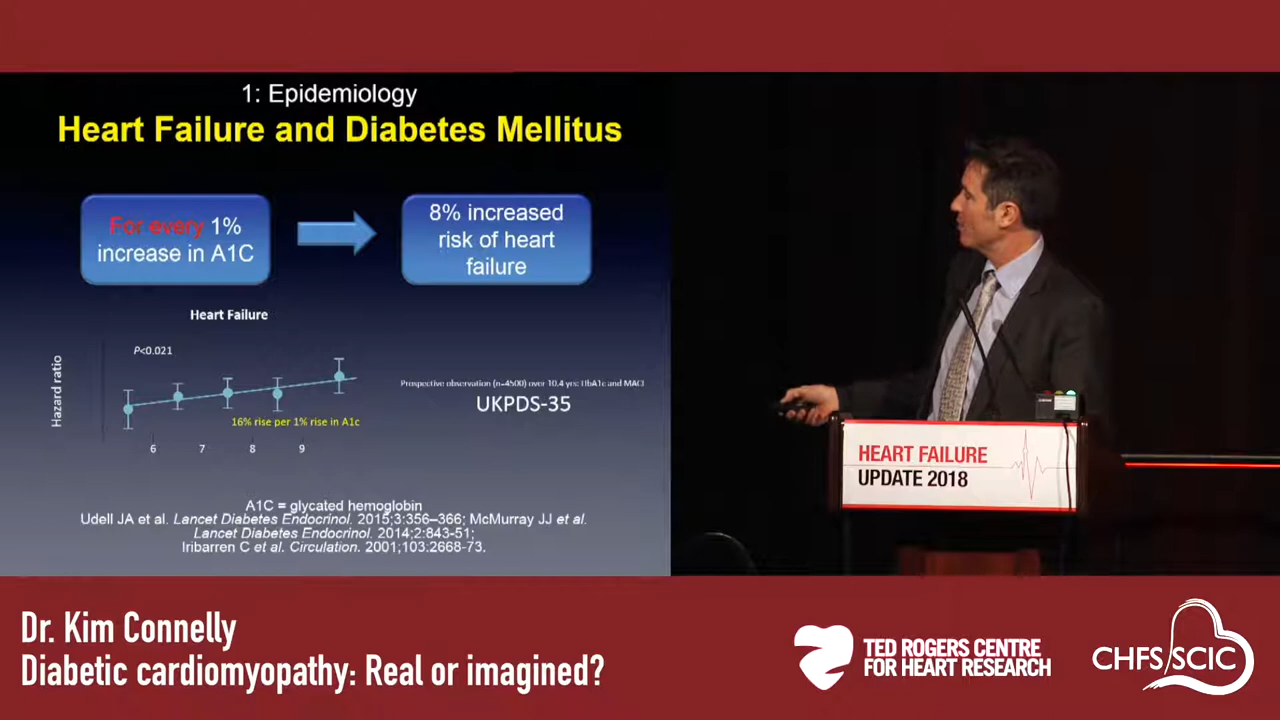 1: Epidemiology
Heart Failure and Diabetes Mellitus
For every 1%
increase in A1C
8% increased
risk of heart
failure
Heart Failure
P<0.021
Hazard ratio
16% rise per 1% rise in A1c
6 7 8 9
Prospective observation (n=4500) over 10.4 yrs: HbA1c and MACE
UKPDS-35
A1C = glycated hemoglobin
Udell JA et al. Lancet Diabetes Endocrinol. 2015;3:356–366; McMurray JJ et al.
Lancet Diabetes Endocrinol. 2014;2:843-51;
Iribarren C et al. Circulation. 2001;103:2668-73.
HEART FAILURE
UPDATE 2018
Dr. Kim Connelly
Diabetic cardiomyopathy: Real or imagined?
TED ROGERS CENTRE
FOR HEART RESEARCH
CHFS/SCIC